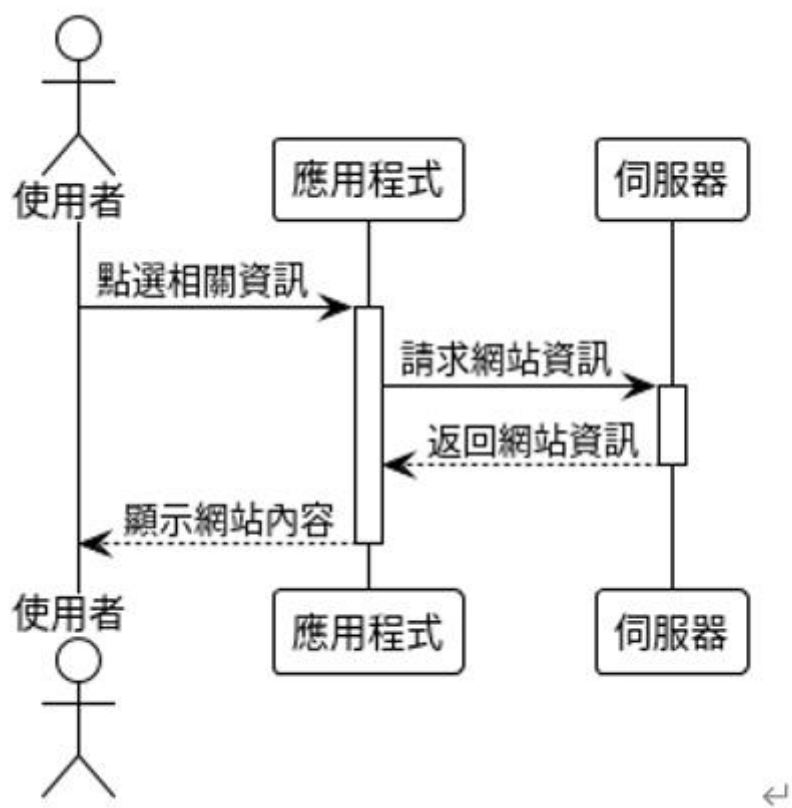 使用者
應用程式
伺服器
點選相關資訊
請求網站資訊
返回網站資訊
顯示網站內容
使用者
應用程式
伺服器